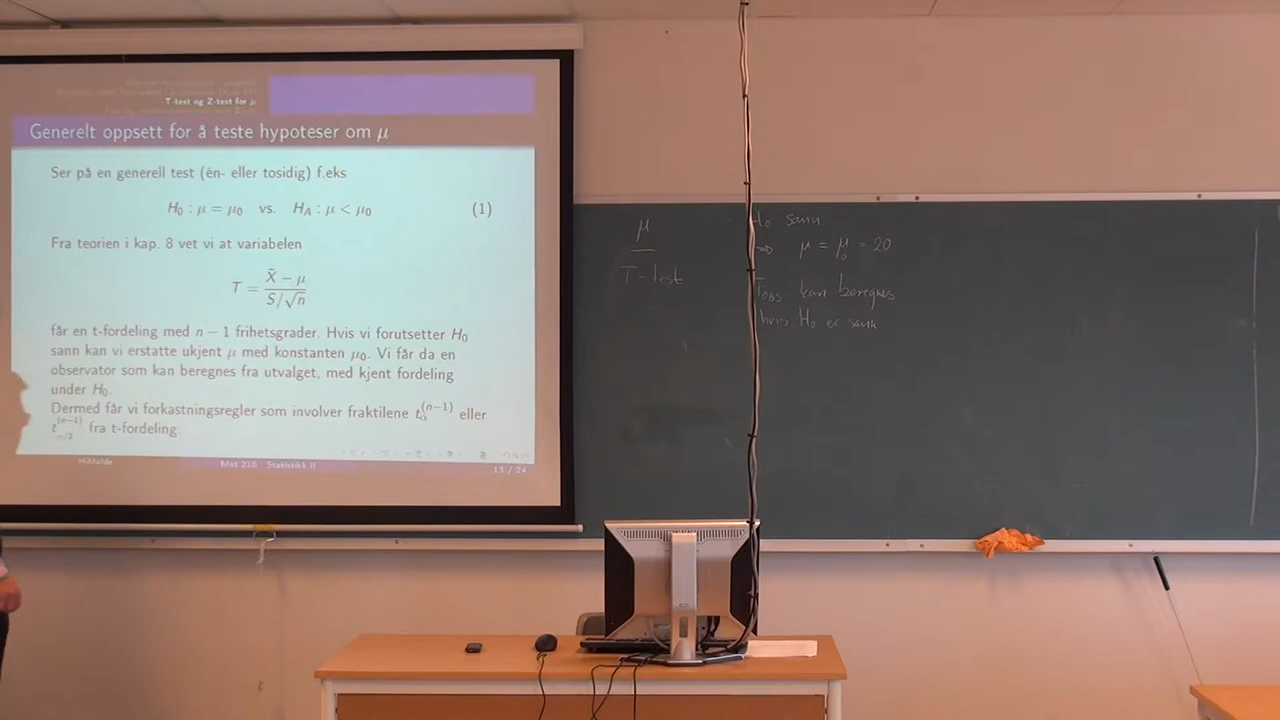 T-test og Z-test for μ
Generelt oppsett for å teste hypoteser om μ
Ser på en generell test (én- eller tosidig) f.eks
H₀ : μ = μ₀ vs. H_A : μ < μ₀ (1)
Fra teorien i kap. 8 vet vi at variabelen
T = (X̄ − μ) / (S/√n)
får en t-fordeling med n − 1 frihetsgrader. Hvis vi forutsetter H₀
sann kan vi erstatte ukjent μ med konstanten μ₀. Vi får da en
observator som kan beregnes fra utvalget, med kjent fordeling
under H₀.
Dermed får vi forkastningsregler som involver fraktilene t_α^(n−1) eller
t_α/2^(n−1) fra t-fordeling.
HiMolde
Mat 210 Statistikk II
13 / 24
μ
T-test
H₀ sann
⇒ μ = μ₀ = 20
T_OBS kan beregnes
hvis H₀ er sann